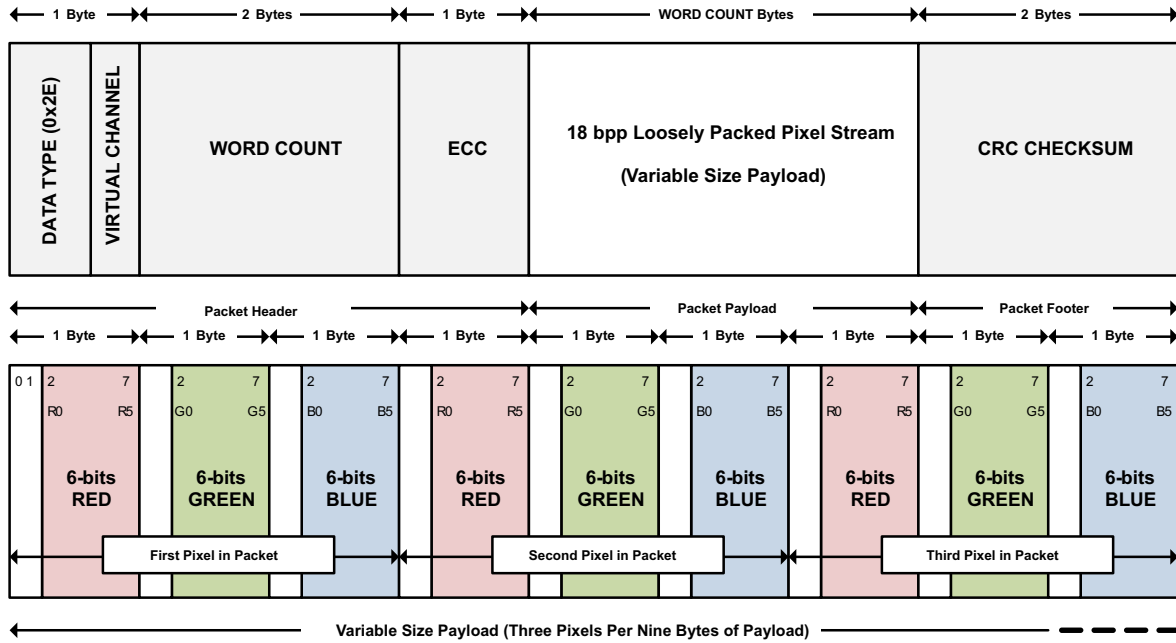 1 Byte 2 Bytes 1 Byte WORD COUNT Bytes 2 Bytes
DATA TYPE (0x2E)
VIRTUAL CHANNEL
WORD COUNT
ECC
18 bpp Loosely Packed Pixel Stream
(Variable Size Payload)
CRC CHECKSUM
Packet Header Packet Payload Packet Footer
1 Byte 1 Byte 1 Byte 1 Byte 1 Byte 1 Byte 1 Byte 1 Byte 1 Byte
0 1 2 7 2 7 2 7 2 7 2 7 2 7 2 7 2 7 2 7
R0 R5 G0 G5 B0 B5 R0 R5 G0 G5 B0 B5 R0 R5 G0 G5 B0 B5
6-bits 6-bits 6-bits 6-bits 6-bits 6-bits 6-bits 6-bits 6-bits
RED GREEN BLUE RED GREEN BLUE RED GREEN BLUE
First Pixel in Packet Second Pixel in Packet Third Pixel in Packet
Variable Size Payload (Three Pixels Per Nine Bytes of Payload)